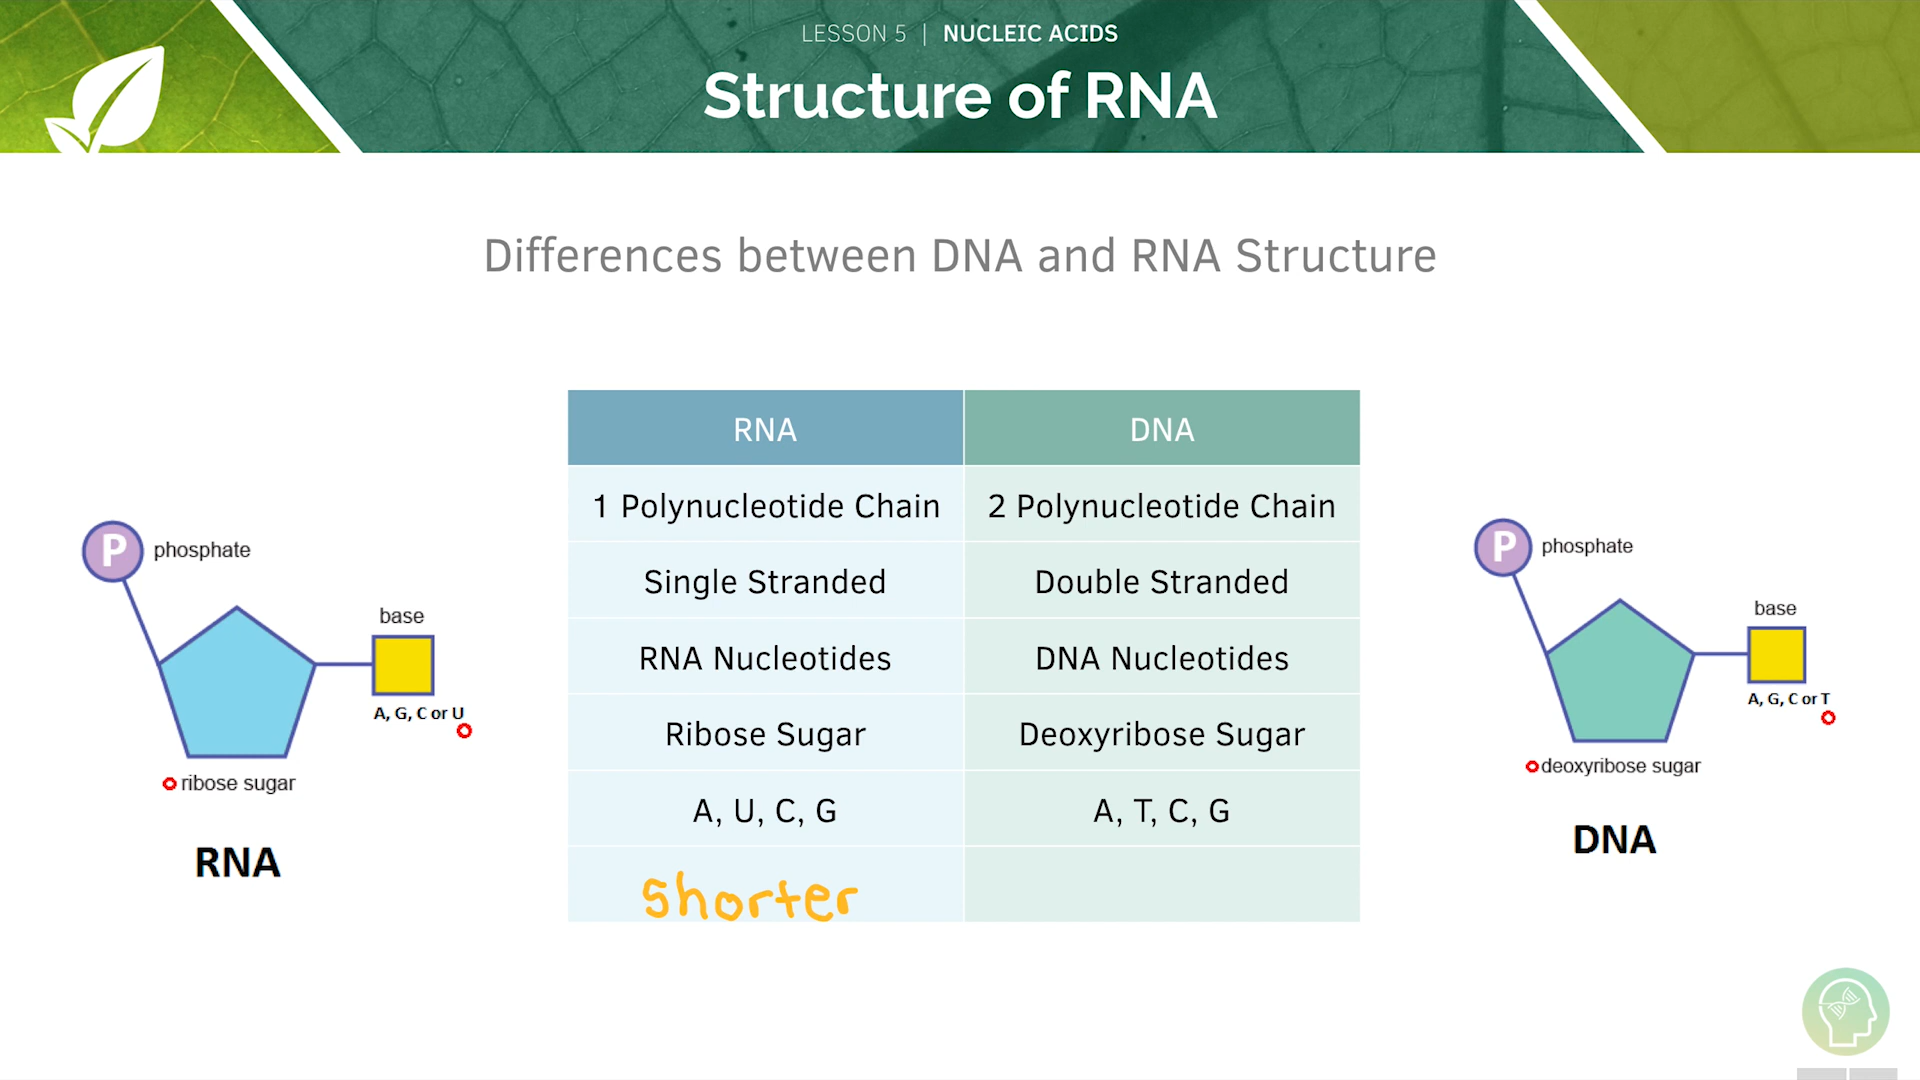 LESSON 5 | NUCLEIC ACIDS
Structure of RNA
Differences between DNA and RNA Structure
RNA DNA
1 Polynucleotide Chain 2 Polynucleotide Chain
Single Stranded Double Stranded
RNA Nucleotides DNA Nucleotides
Ribose Sugar Deoxyribose Sugar
A, U, C, G A, T, C, G
shorter
P phosphate
base
A, G, C or U
ribose sugar
RNA
P phosphate
base
A, G, C or T
deoxyribose sugar
DNA